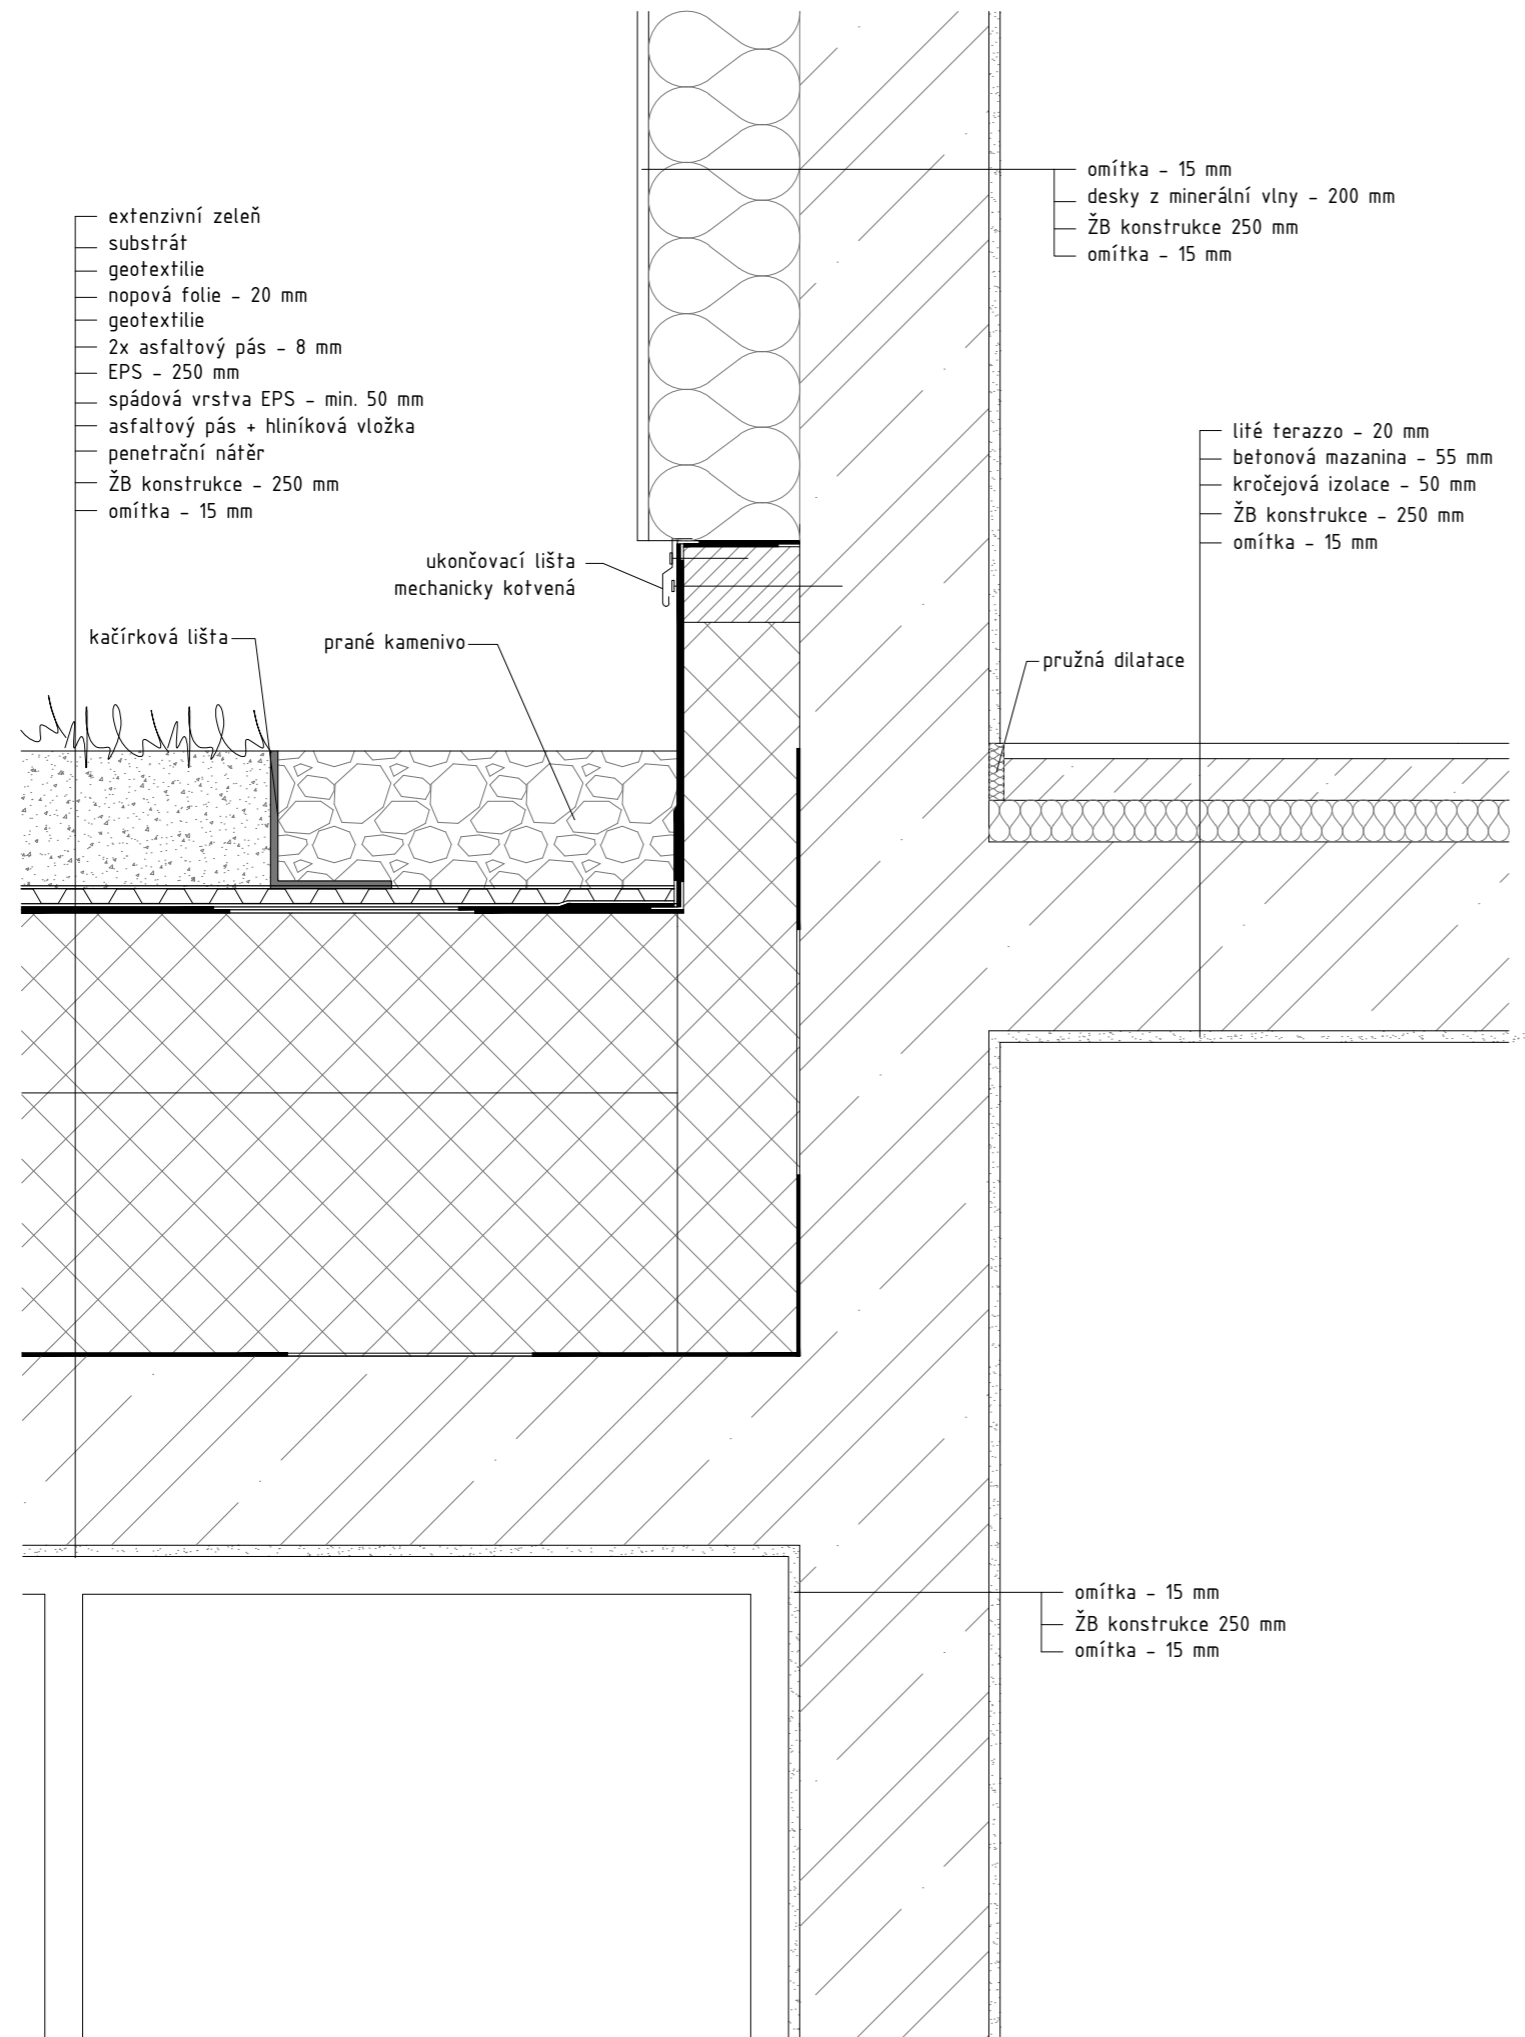 extenzivní zeleň
substrát
geotextilie
nopová folie - 20 mm
geotextilie
2x asfaltový pás - 8 mm
EPS - 250 mm
spádová vrstva EPS - min. 50 mm
asfaltový pás + hliníková vložka
penetrační nátěr
ŽB konstrukce - 250 mm
omítka - 15 mm
omítka - 15 mm
desky z minerální vlny - 200 mm
ŽB konstrukce 250 mm
omítka - 15 mm
lité terazzo - 20 mm
betonová mazanina - 55 mm
kročejová izolace - 50 mm
ŽB konstrukce - 250 mm
omítka - 15 mm
ukončovací lišta
mechanicky kotvená
kačírková lišta
prané kamenivo
pružná dilatace
omítka - 15 mm
ŽB konstrukce 250 mm
omítka - 15 mm